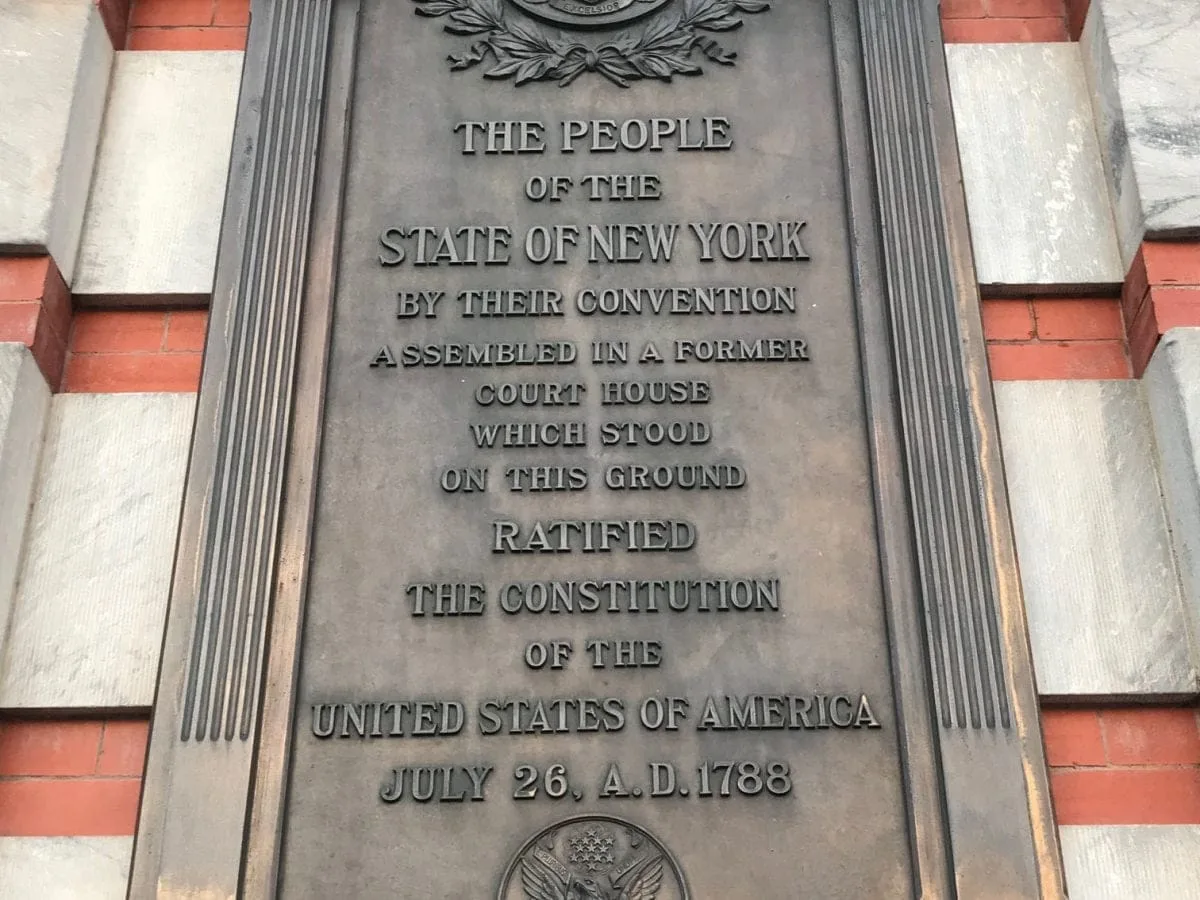 EXCELSIOR
THE PEOPLE
OF THE
STATE OF NEW YORK
BY THEIR CONVENTION
ASSEMBLED IN A FORMER
COURT HOUSE
WHICH STOOD
ON THIS GROUND
RATIFIED
THE CONSTITUTION
OF THE
UNITED STATES OF AMERICA
JULY 26, A.D. 1788